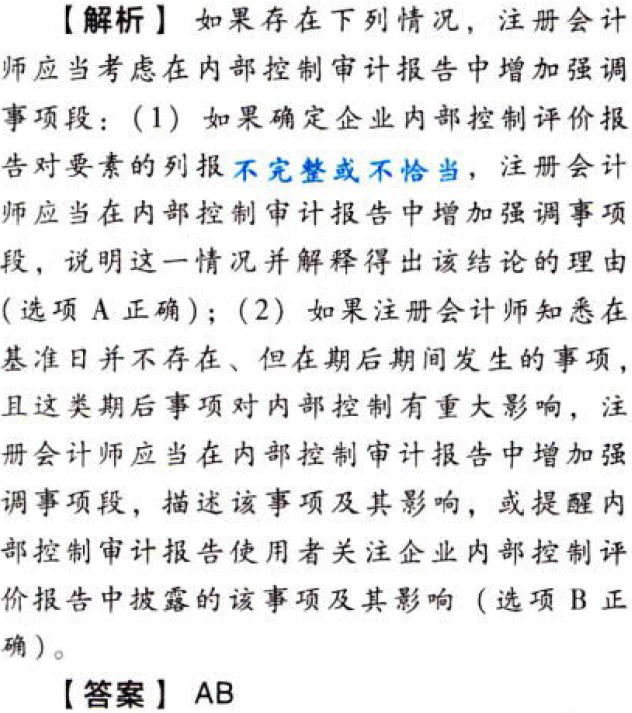 【解析】 如果存在下列情况，注册会计
师应当考虑在内部控制审计报告中增加强调
事项段：（1） 如果确定企业内部控制评价报
告对要素的列报不完整或不恰当，注册会计
师应当在内部控制审计报告中增加强调事项
段，说明这一情况并解释得出该结论的理由
（选项 A 正确）；（2） 如果注册会计师知悉在
基准日并不存在、但在期后期间发生的事项，
且这类期后事项对内部控制有重大影响，注
册会计师应当在内部控制审计报告中增加强
调事项段，描述该事项及其影响，或提醒内
部控制审计报告使用者关注企业内部控制评
价报告中披露的该事项及其影响（选项 B 正
确）。
【答案】 AB